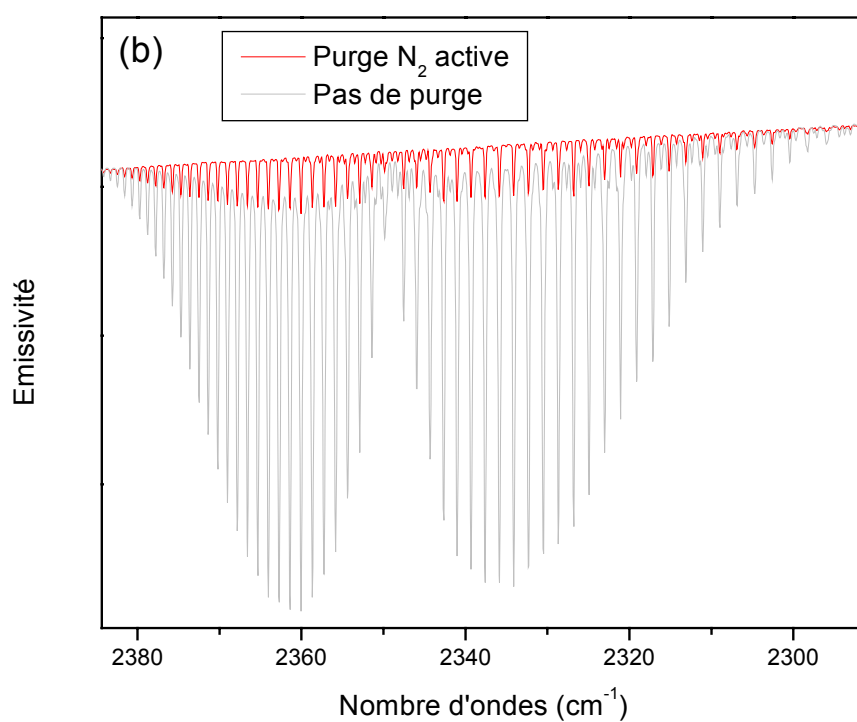 (b)
Purge N₂ active
Pas de purge
Emissivité
2380 2360 2340 2320 2300
Nombre d'ondes (cm⁻¹)